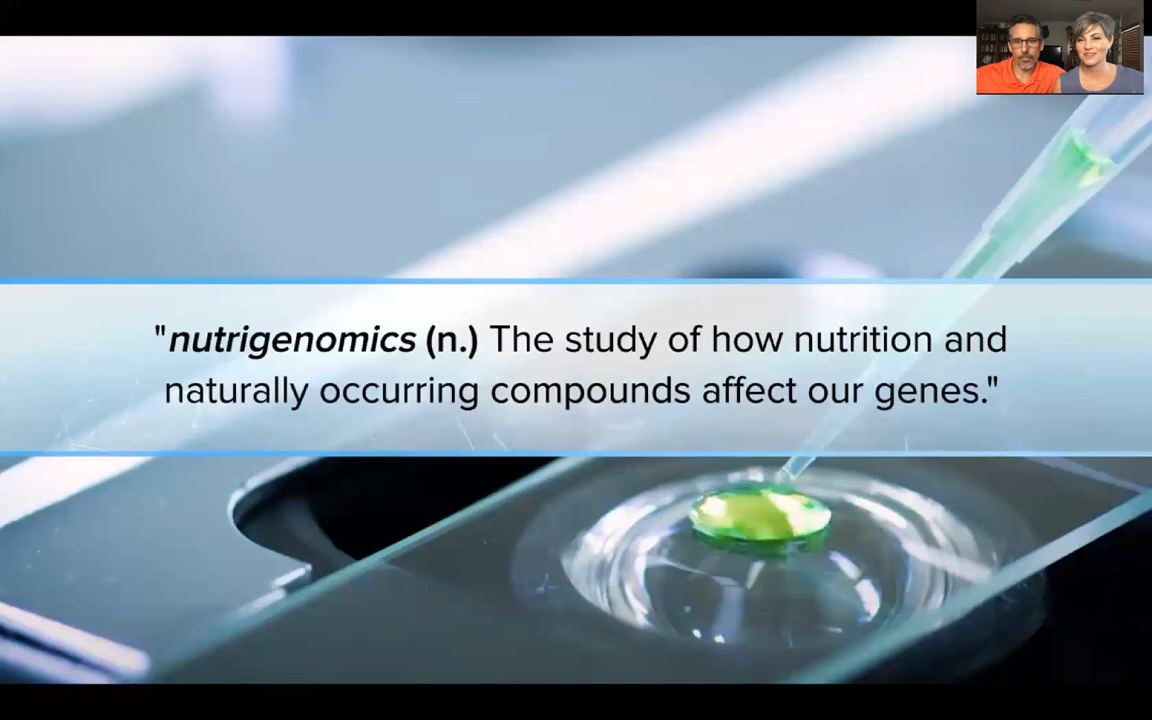 "nutrigenomics (n.) The study of how nutrition and
naturally occurring compounds affect our genes."